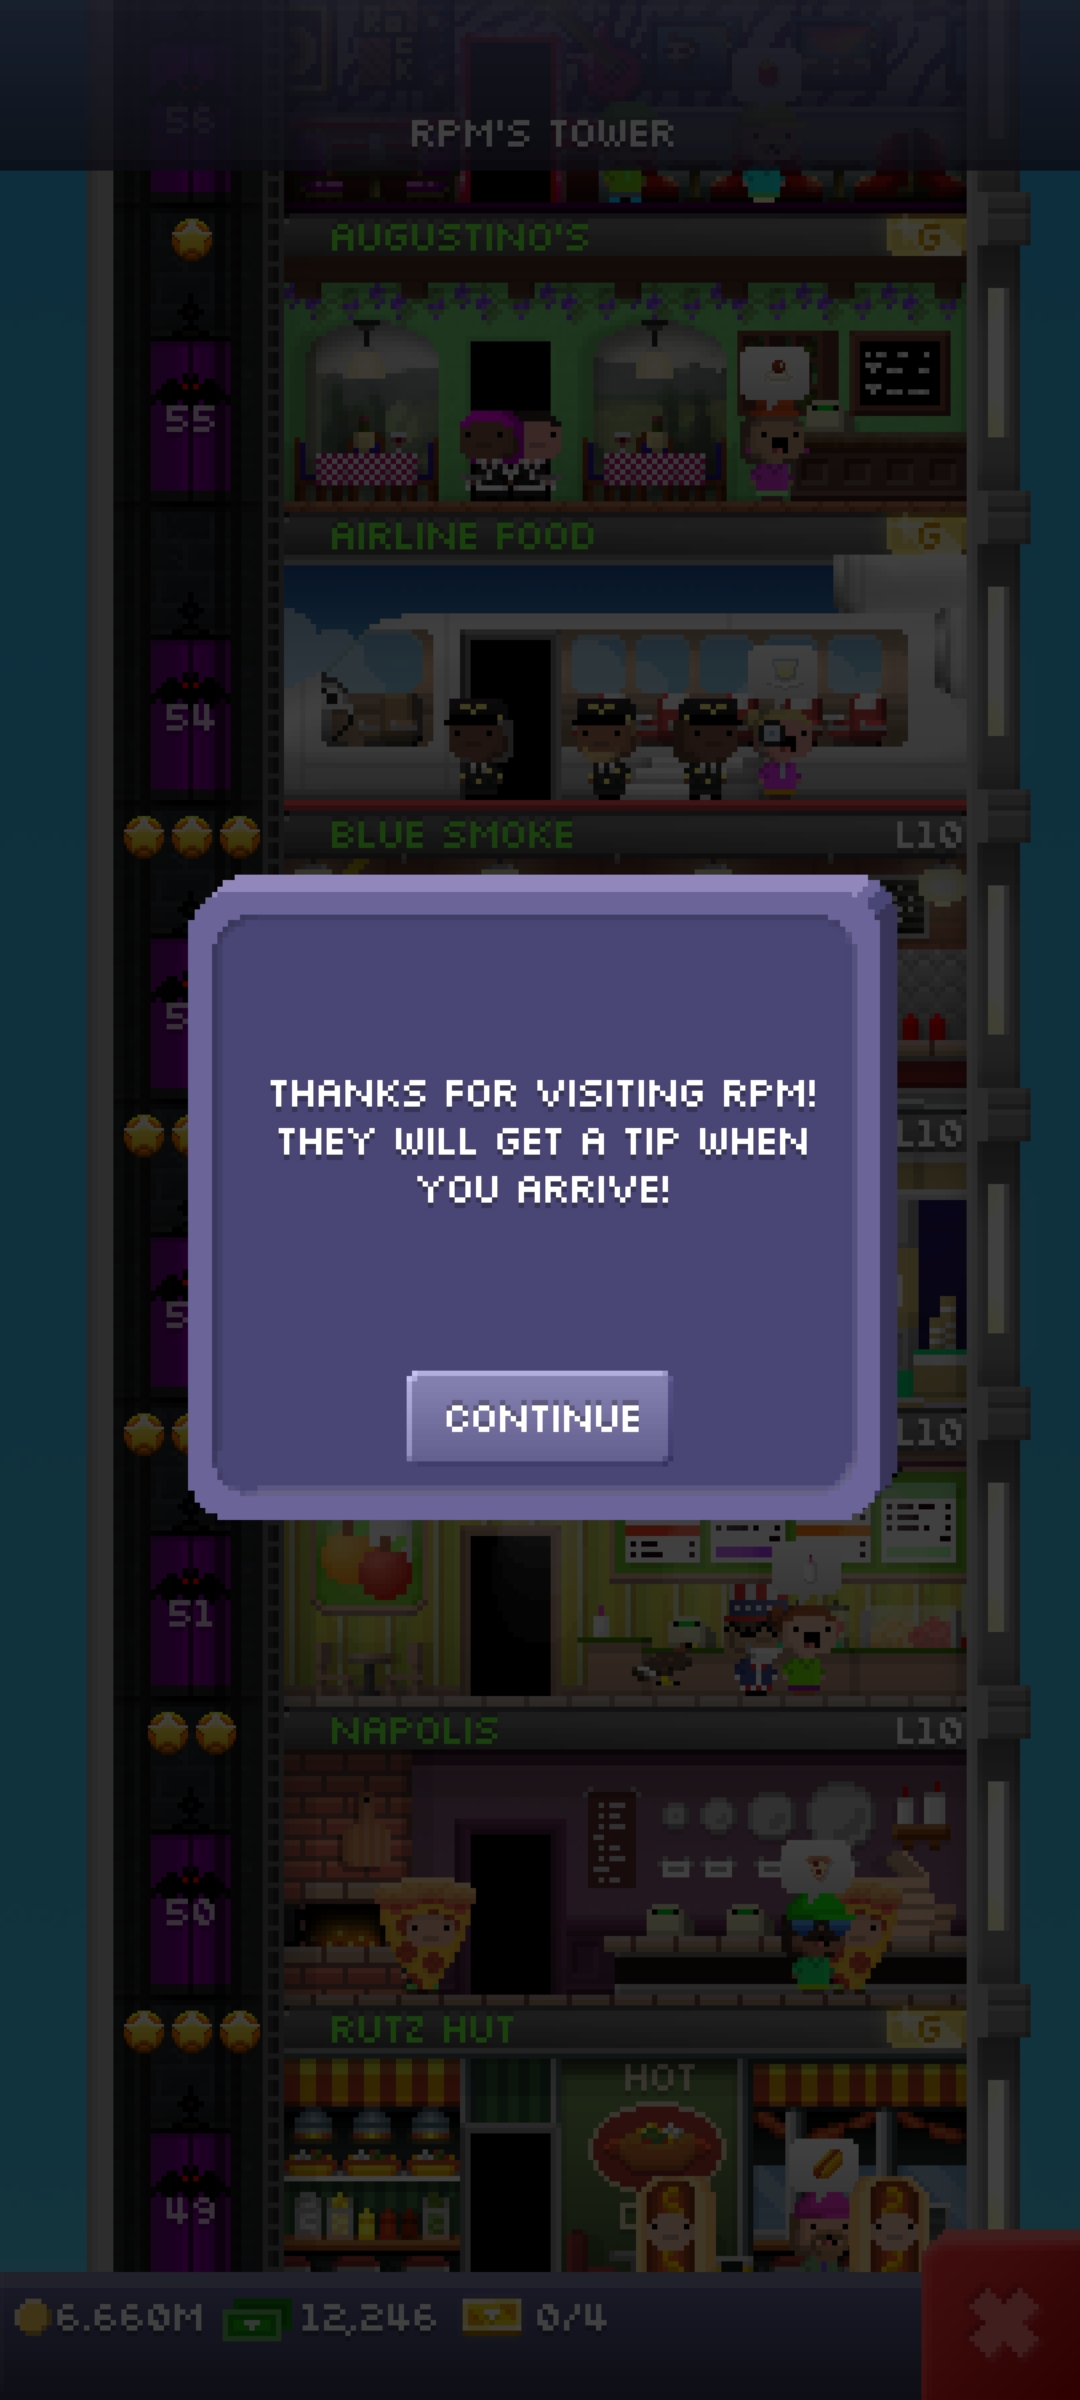 56
RPM'S TOWER
AUGUSTINO'S G
55
AIRLINE FOOD G
54
BLUE SMOKE L10
THANKS FOR VISITING RPM!
THEY WILL GET A TIP WHEN
YOU ARRIVE!
L10
CONTINUE
L10
51
NAPOLIS L10
50
RUTZ HUT G
HOT
49
6.660M 12,246 0/4